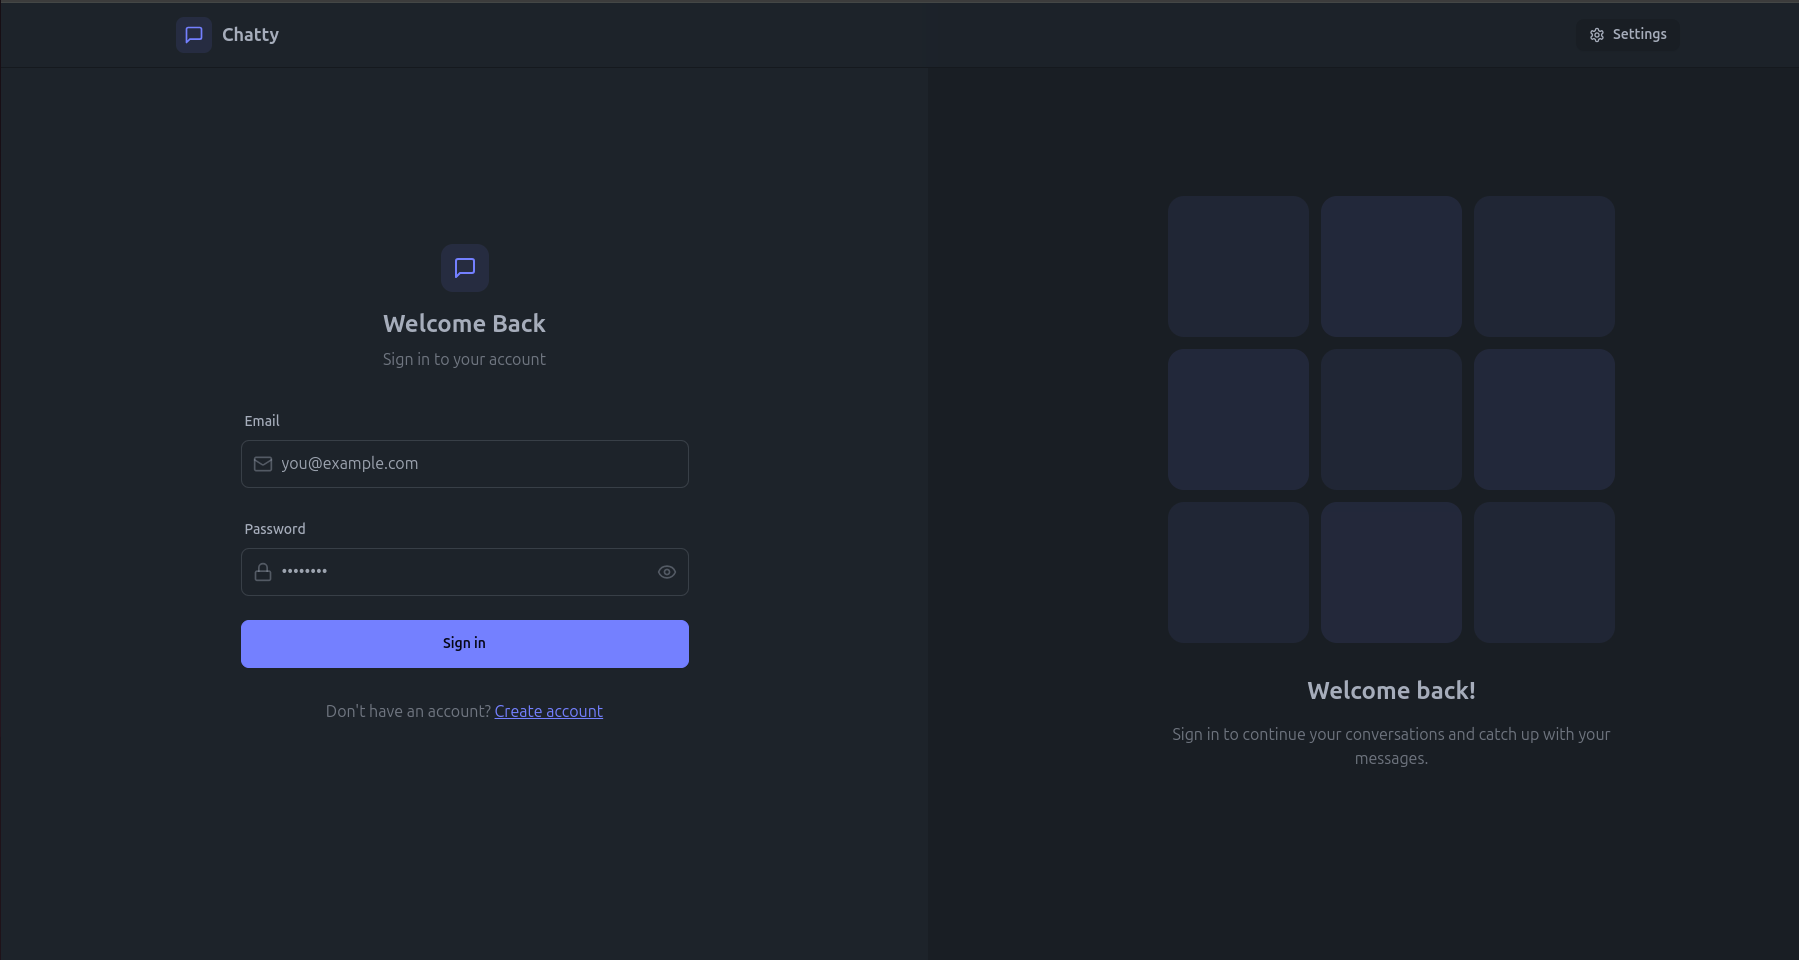 Chatty
Settings
Welcome Back
Sign in to your account
Email
you@example.com
Password
••••••••
Sign in
Don't have an account? Create account
Welcome back!
Sign in to continue your conversations and catch up with your
messages.